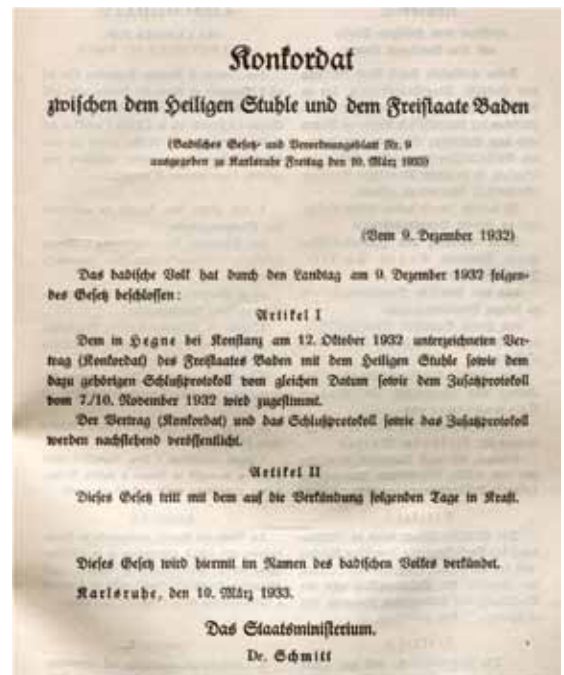 Konkordat
zwischen dem Heiligen Stuhle und dem Freistaate Baden
(Badisches Gesetz- und Verordnungsblatt Nr. 9
ausgegeben zu Karlsruhe Freitag den 10. März 1933)
(Vom 9. Dezember 1932)
Das badische Volk hat durch den Landtag am 9. Dezember 1932 folgen-
des Gesetz beschlossen:
Artikel I
Dem in Hegne bei Konstanz am 12. Oktober 1932 unterzeichneten Ver-
trag (Konkordat) des Freistaates Baden mit dem Heiligen Stuhle sowie dem
dazu gehörigen Schlußprotokoll vom gleichen Datum sowie dem Zusatzprotokoll
vom 7./10. November 1932 wird zugestimmt.
Der Vertrag (Konkordat) und das Schlußprotokoll sowie das Zusatzprotokoll
werden nachstehend veröffentlicht.
Artikel II
Dieses Gesetz tritt mit dem auf die Verkündung folgenden Tage in Kraft.
Dieses Gesetz wird hiermit im Namen des badischen Volkes verkündet.
Karlsruhe, den 10. März 1933.
Das Staatsministerium.
Dr. Schmitt